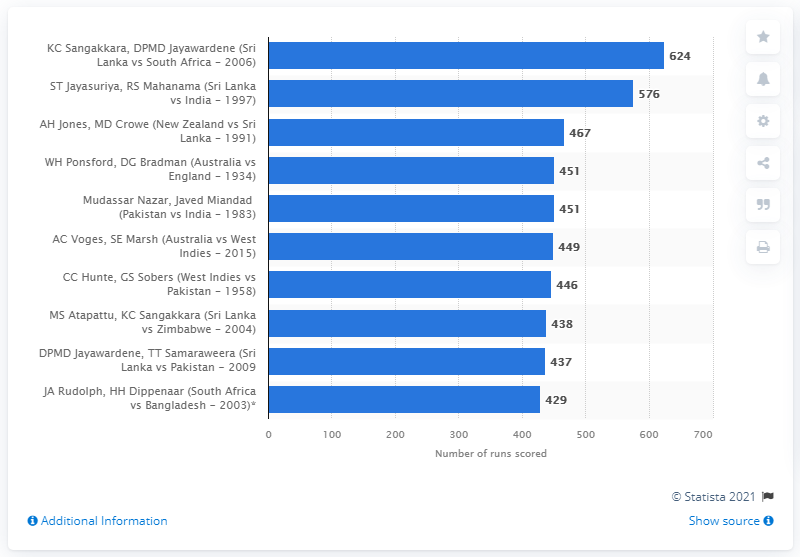 KC Sangakkara, DPMD Jayawardene (Sri
Lanka vs South Africa – 2006)
624
ST Jayasuriya, RS Mahanama (Sri Lanka
vs India – 1997)
576
AH Jones, MD Crowe (New Zealand vs Sri
Lanka – 1991)
467
WH Ponsford, DG Bradman (Australia vs
England – 1934)
451
Mudassar Nazar, Javed Miandad
(Pakistan vs India – 1983)
451
AC Voges, SE Marsh (Australia vs West
Indies – 2015)
449
CC Hunte, GS Sobers (West Indies vs
Pakistan – 1958)
446
MS Atapattu, KC Sangakkara (Sri Lanka
vs Zimbabwe – 2004)
438
DPMD Jayawardene, TT Samaraweera (Sri
Lanka vs Pakistan – 2009
437
JA Rudolph, HH Dippenaar (South Africa
vs Bangladesh – 2003)*
429
0 100 200 300 400 500 600 700
Number of runs scored
© Statista 2021
Additional Information
Show source